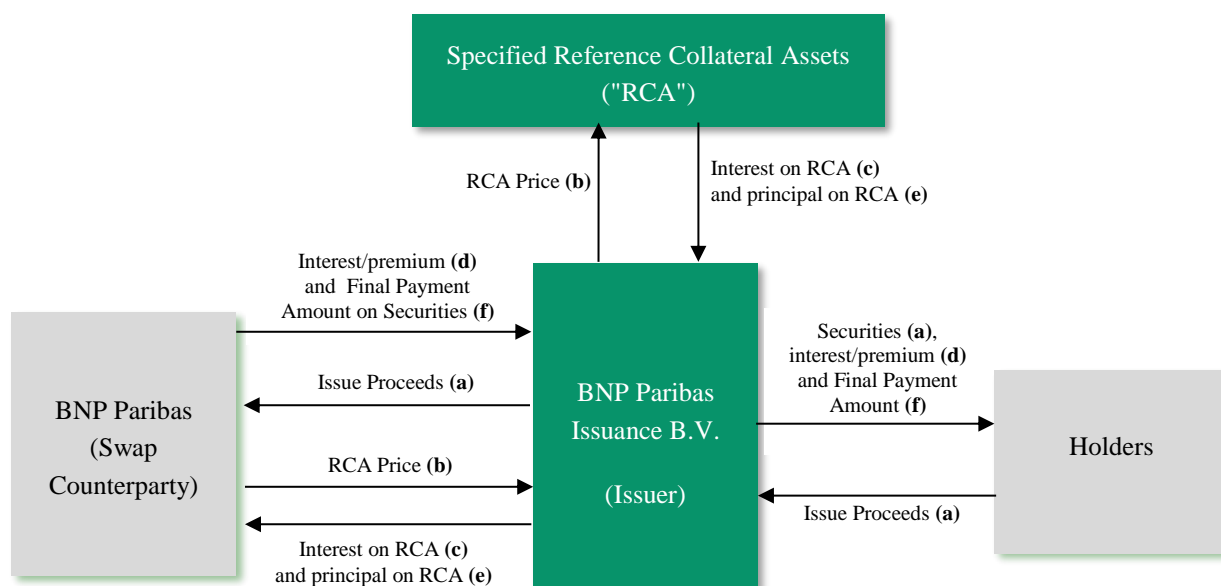 Specified Reference Collateral Assets
("RCA")
RCA Price (b)
Interest on RCA (c)
and principal on RCA (e)
Interest/premium (d)
and Final Payment
Amount on Securities (f)
Issue Proceeds (a)
RCA Price (b)
Interest on RCA (c)
and principal on RCA (e)
BNP Paribas
(Swap
Counterparty)
BNP Paribas
Issuance B.V.
(Issuer)
Securities (a),
interest/premium (d)
and Final Payment
Amount (f)
Issue Proceeds (a)
Holders